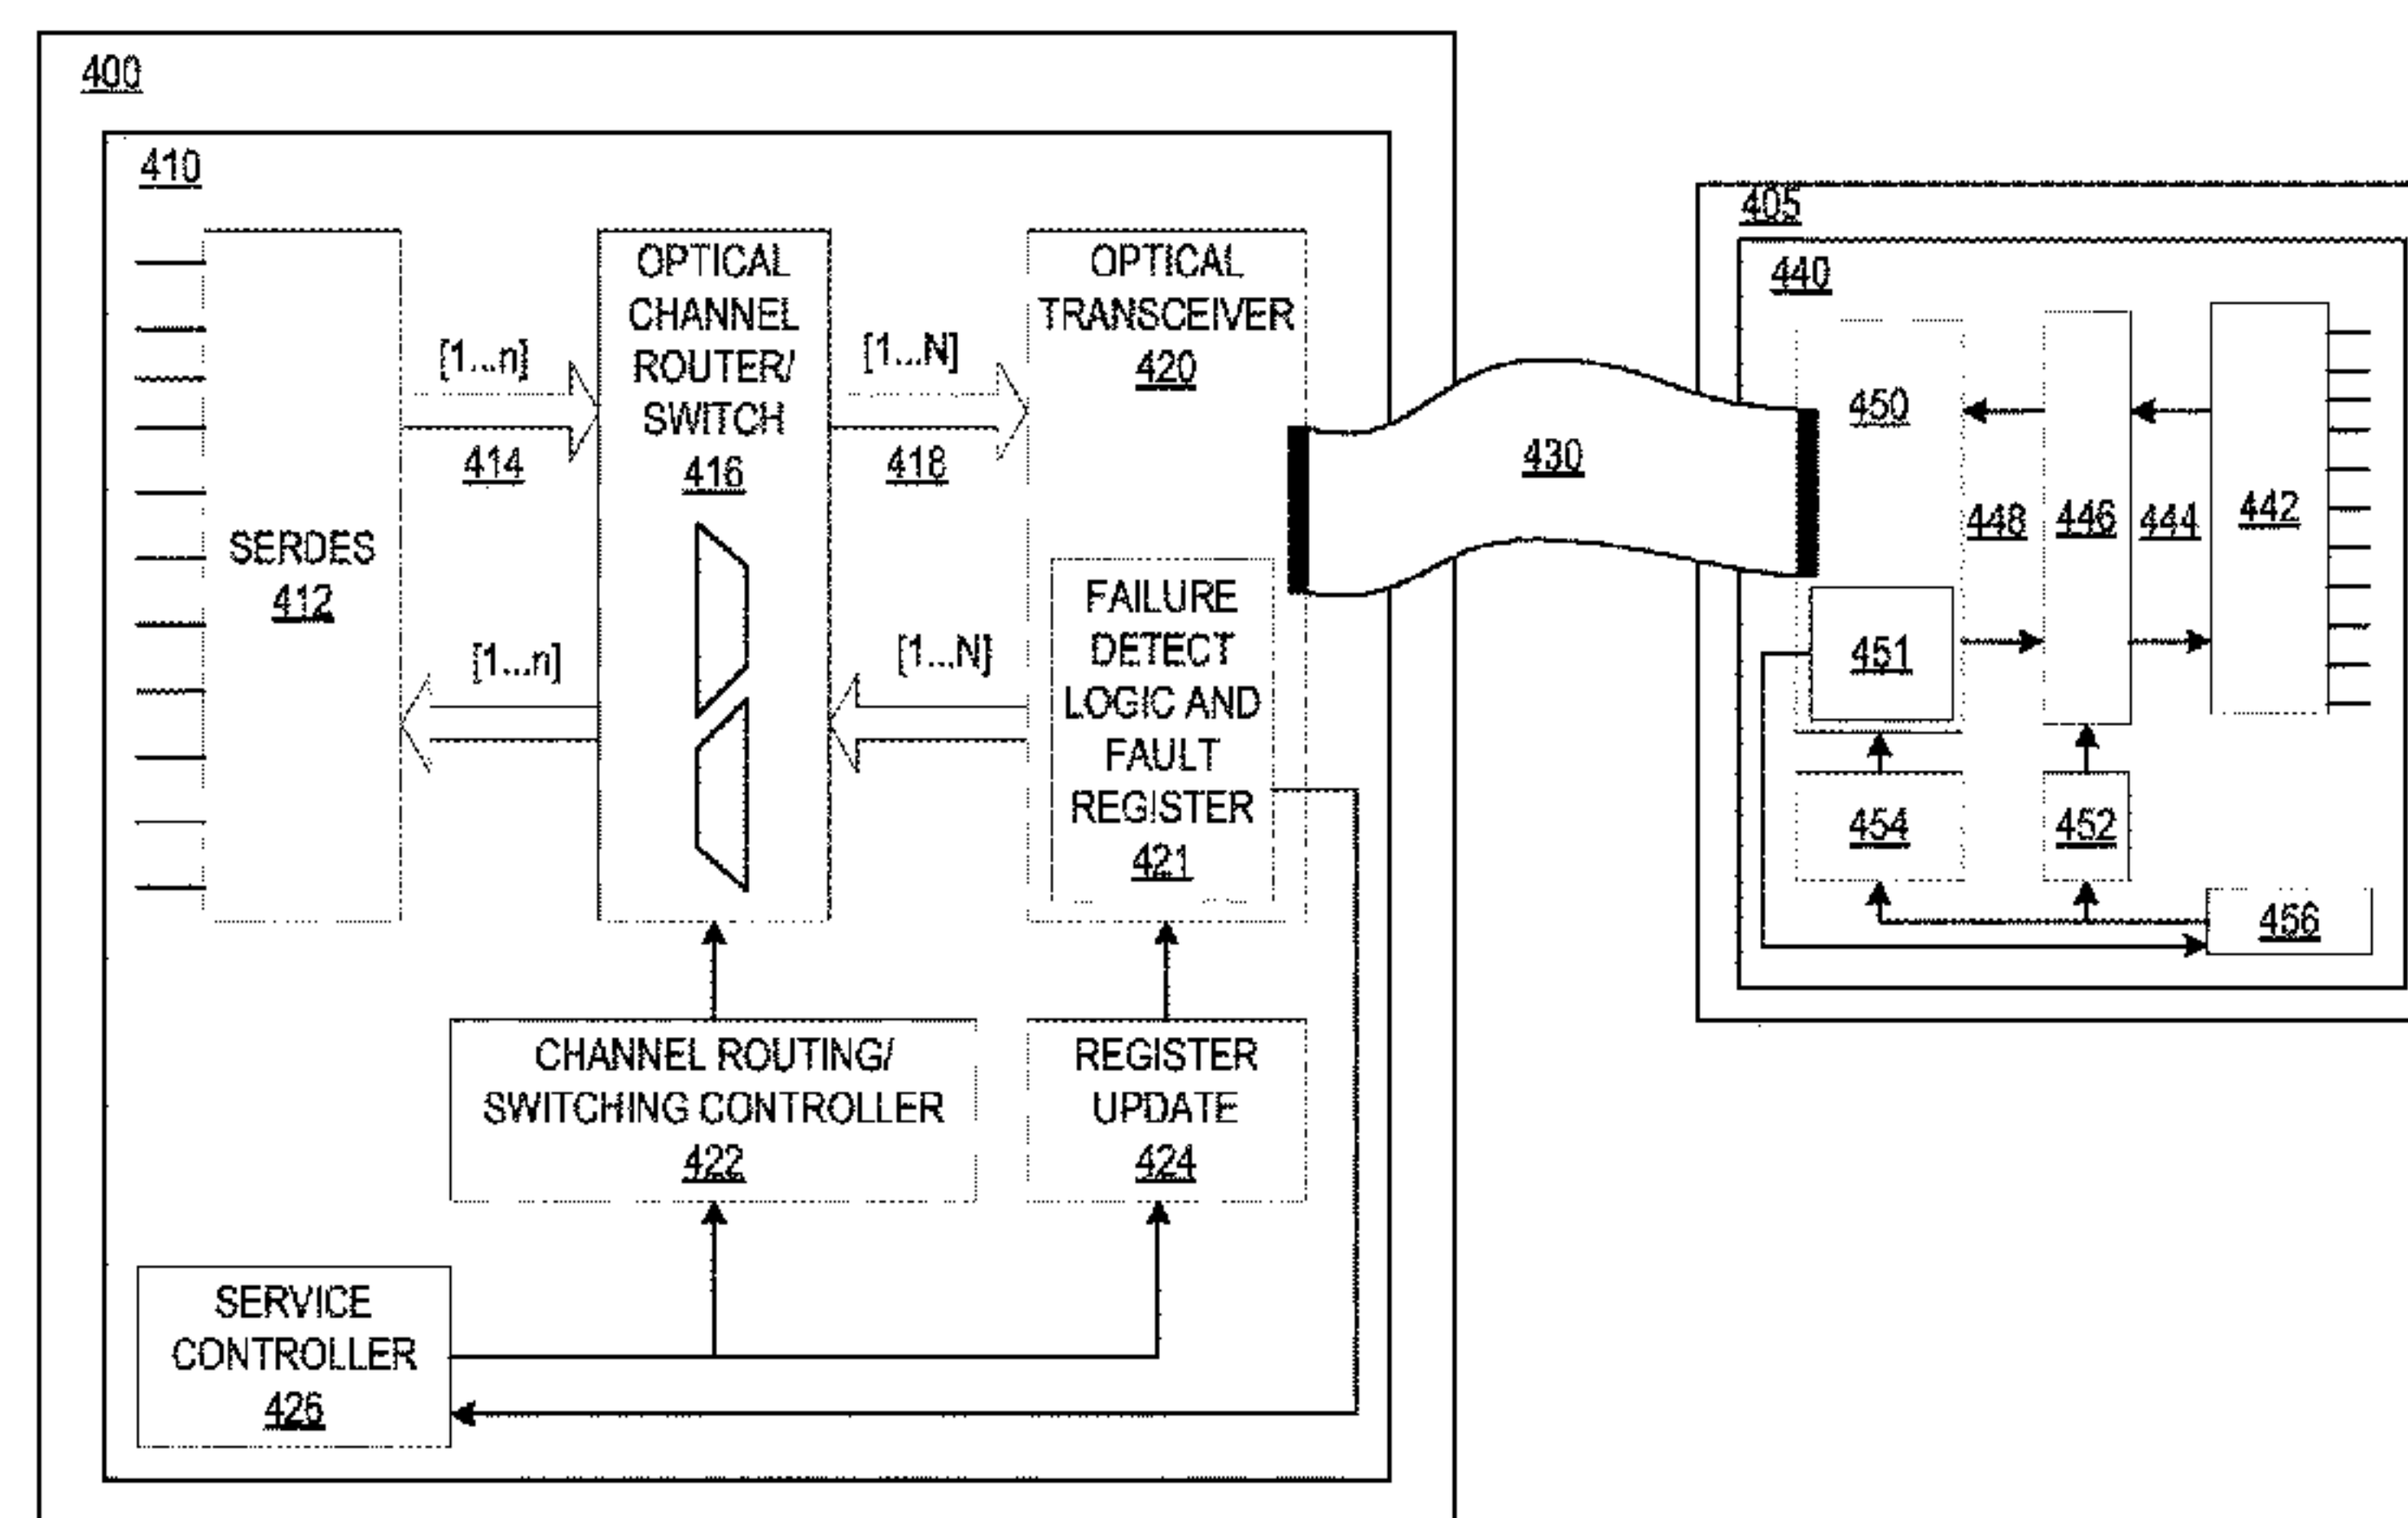 400
410
SERDES
412
[1...n]
414
[1...n]
OPTICAL
CHANNEL
ROUTER/
SWITCH
416
[1...N]
418
[1...N]
OPTICAL
TRANSCEIVER
420
FAILURE
DETECT
LOGIC AND
FAULT
REGISTER
421
CHANNEL ROUTING/
SWITCHING CONTROLLER
422
REGISTER
UPDATE
424
SERVICE
CONTROLLER
426
430
405
440
450
451
448
446
444
442
454
452
456